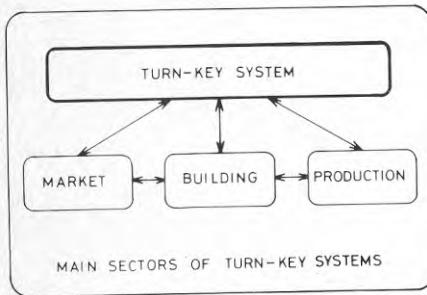 TURN-KEY SYSTEM
MARKET
BUILDING
PRODUCTION
MAIN SECTORS OF TURN-KEY SYSTEMS